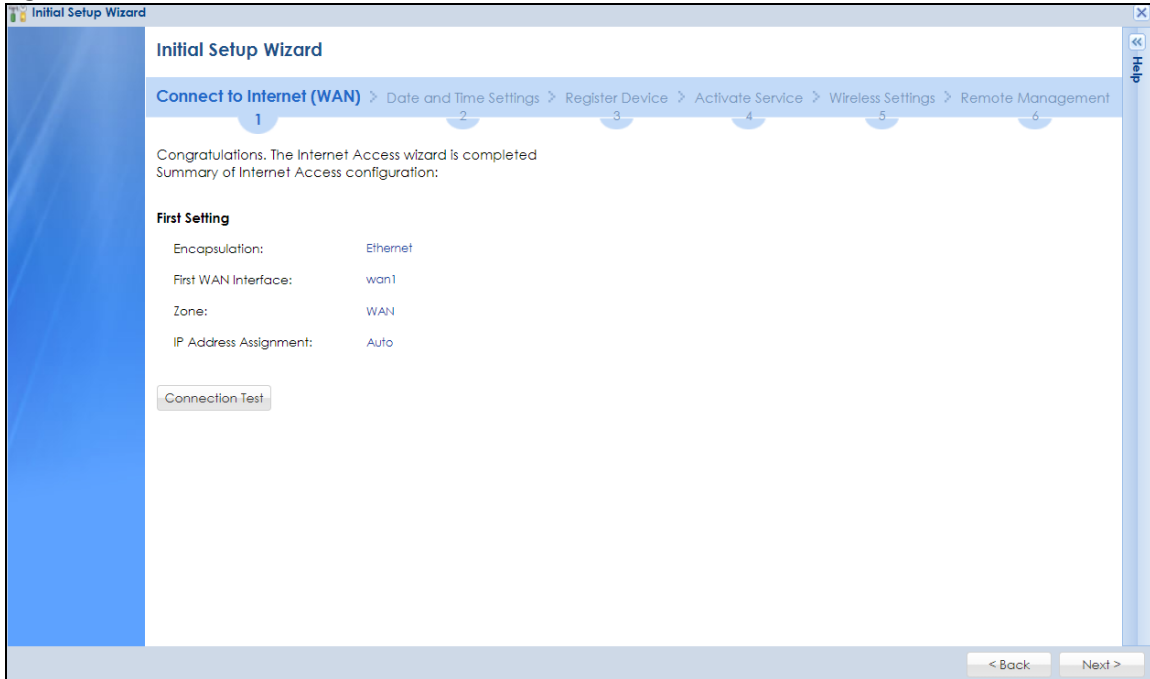 Initial Setup Wizard
Help
Initial Setup Wizard
Connect to Internet (WAN) > Date and Time Settings > Register Device > Activate Service > Wireless Settings > Remote Management
1 2 3 4 5 6
Congratulations. The Internet Access wizard is completed
Summary of Internet Access configuration:
First Setting
Encapsulation: Ethernet
First WAN Interface: wan1
Zone: WAN
IP Address Assignment: Auto
Connection Test
< Back Next >